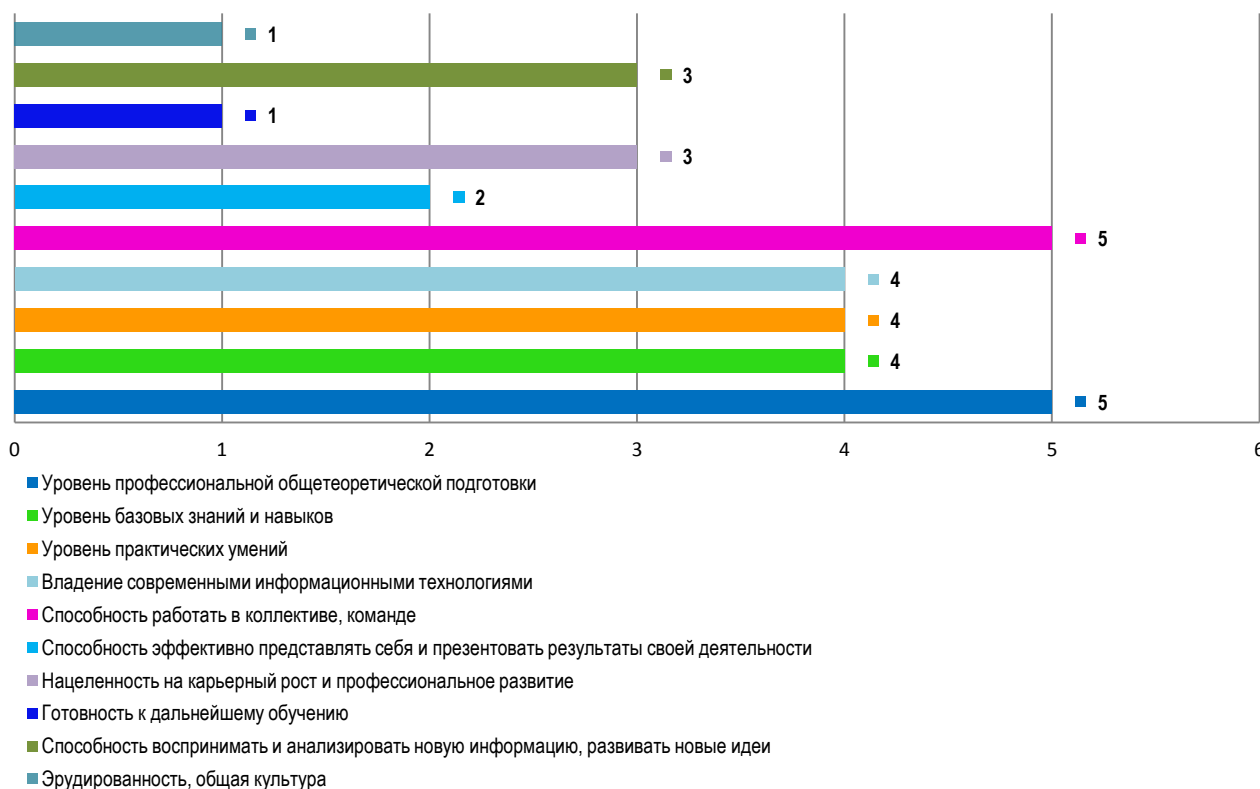 1
3
1
3
2
5
4
4
4
5
0 1 2 3 4 5 6
Уровень профессиональной общетеоретической подготовки
Уровень базовых знаний и навыков
Уровень практических умений
Владение современными информационными технологиями
Способность работать в коллективе, команде
Способность эффективно представлять себя и презентовать результаты своей деятельности
Нацеленность на карьерный рост и профессиональное развитие
Готовность к дальнейшему обучению
Способность воспринимать и анализировать новую информацию, развивать новые идеи
Эрудированность, общая культура